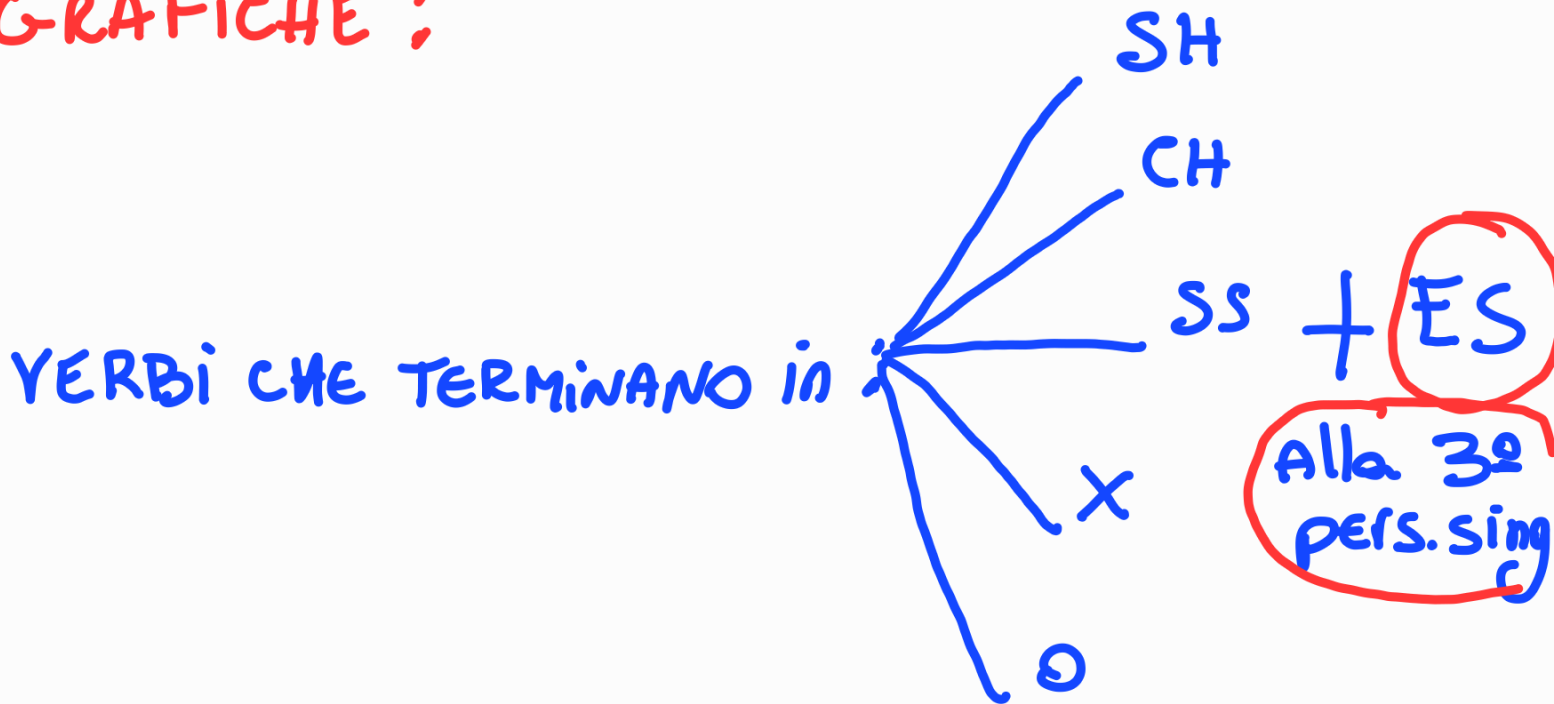 GRAFICHE:
SH
CH
SS + ES
VERBi CHE TERMiNANO in:
Alla 3ª
pers. sing
X
O